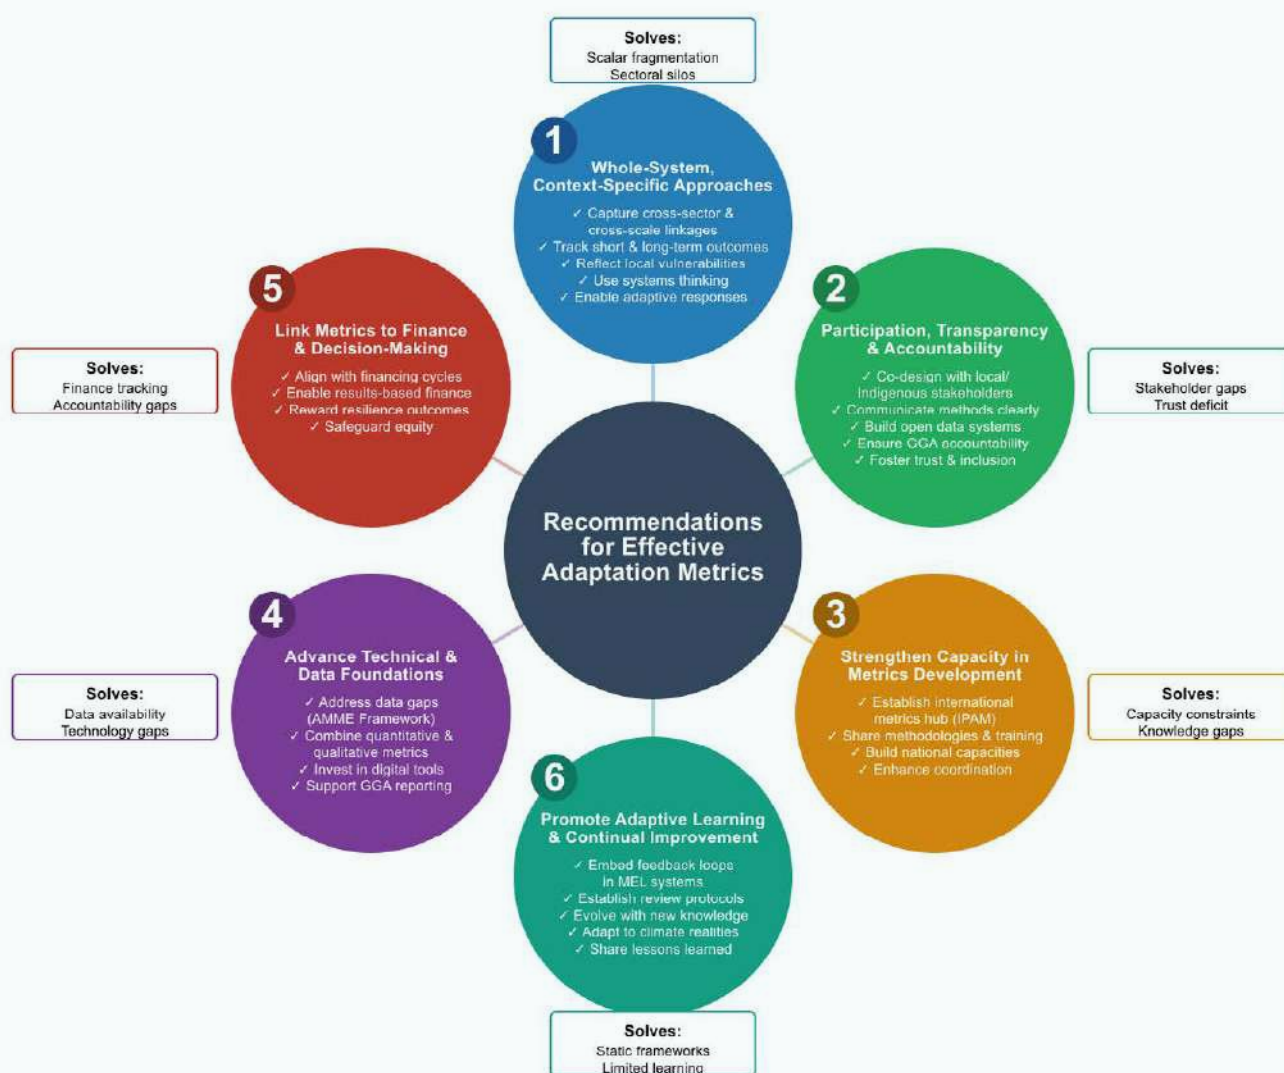 Solves:
Scalar fragmentation
Sectoral silos
1
Whole-System,
Context-Specific Approaches
✓ Capture cross-sector &
cross-scale linkages
✓ Track short & long-term outcomes
✓ Reflect local vulnerabilities
✓ Use systems thinking
✓ Enable adaptive responses
2
Participation, Transparency
& Accountability
✓ Co-design with local/
Indigenous stakeholders
✓ Communicate methods clearly
✓ Build open data systems
✓ Ensure GGA accountability
✓ Foster trust & inclusion
Solves:
Stakeholder gaps
Trust deficit
3
Strengthen Capacity in
Metrics Development
✓ Establish international
metrics hub (IPAM)
✓ Share methodologies & training
✓ Build national capacities
✓ Enhance coordination
Solves:
Capacity constraints
Knowledge gaps
4
Advance Technical &
Data Foundations
✓ Address data gaps
(AMME Framework)
✓ Combine quantitative &
qualitative metrics
✓ Invest in digital tools
✓ Support GGA reporting
Solves:
Data availability
Technology gaps
5
Link Metrics to Finance
& Decision-Making
✓ Align with financing cycles
✓ Enable results-based finance
✓ Reward resilience outcomes
✓ Safeguard equity
Solves:
Finance tracking
Accountability gaps
Recommendations
for Effective
Adaptation Metrics
6
Promote Adaptive Learning
& Continual Improvement
✓ Embed feedback loops
in MEL systems
✓ Establish review protocols
✓ Evolve with new knowledge
✓ Adapt to climate realities
✓ Share lessons learned
Solves:
Static frameworks
Limited learning